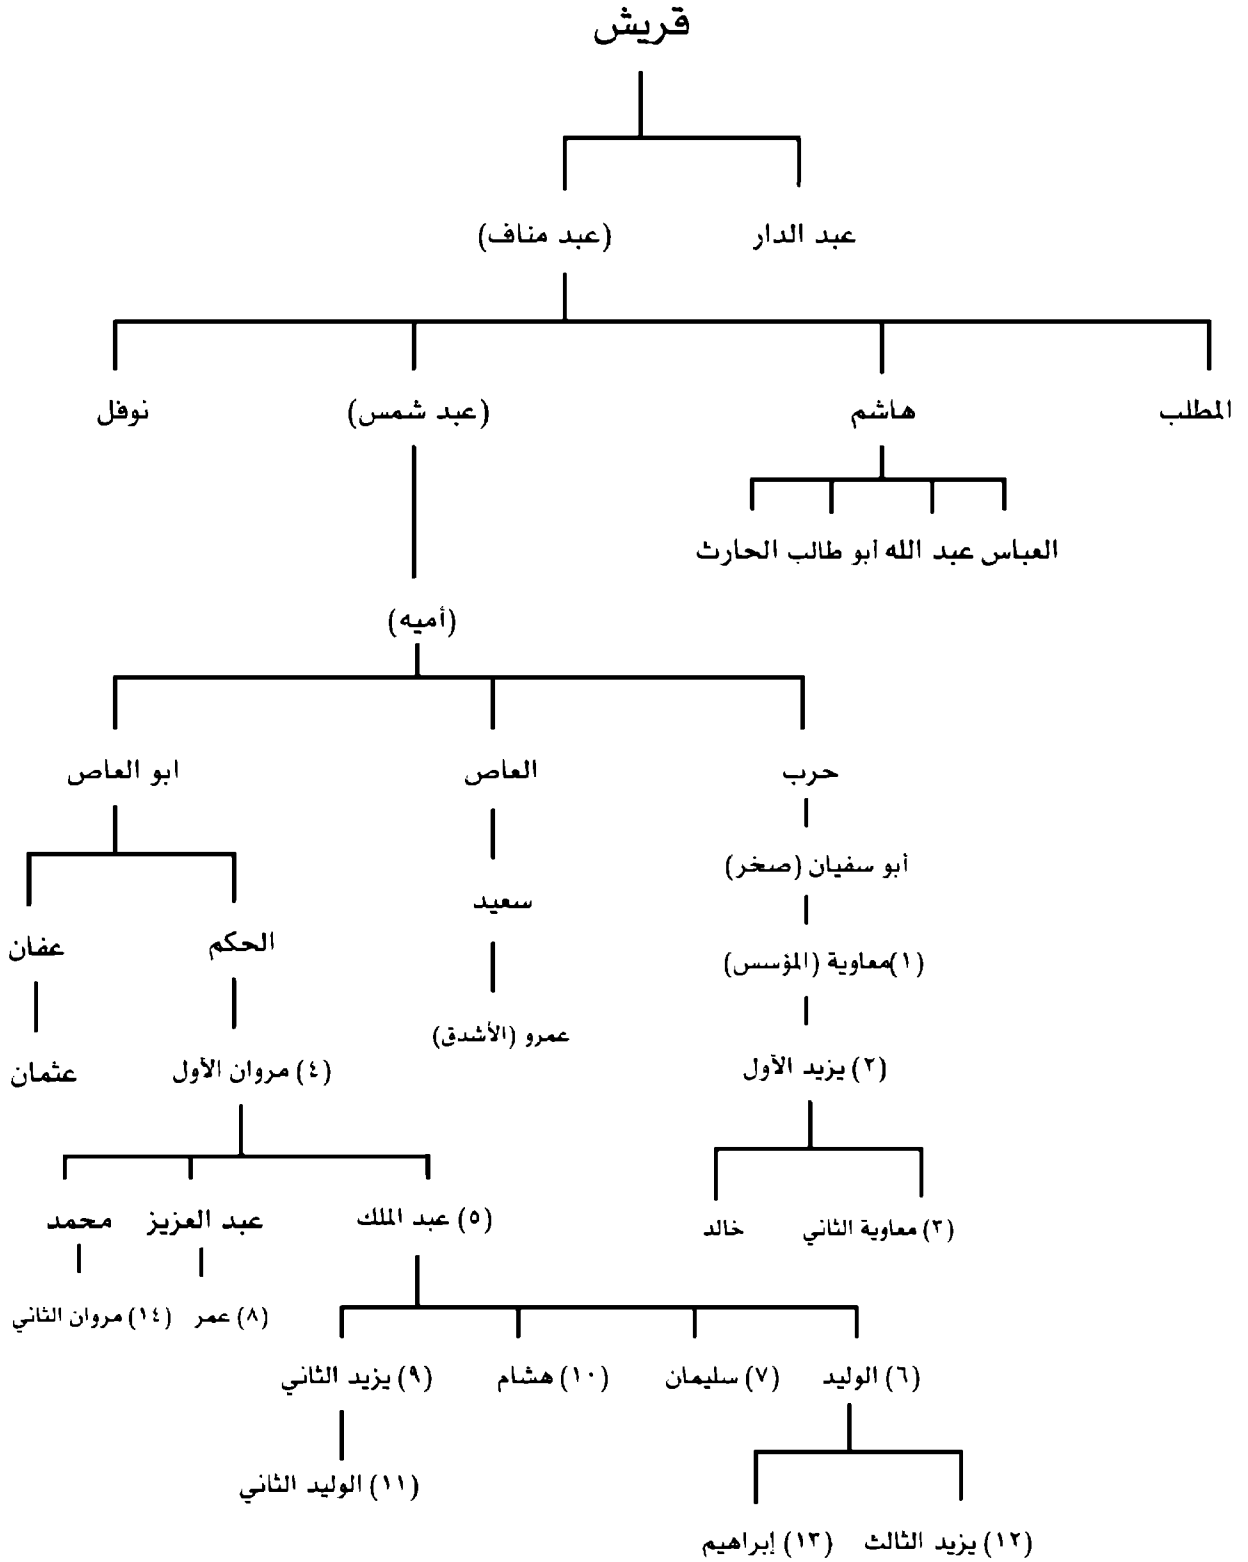 قريش
عبد الدار (عبد مناف)
المطلب هاشم (عبد شمس) نوفل
العباس عبد الله أبو طالب الحارث
(أميه)
حرب العاص ابو العاص
أبو سفيان (صخر)
سعيد
الحكم عفان
(١)معاوية (المؤسس)
عمرو (الأشدق)
(٢) يزيد الأول (٤) مروان الأول عثمان
(٣) معاوية الثاني خالد (٥) عبد الملك عبد العزيز محمد
(٨) عمر (١٤) مروان الثاني
(٦) الوليد (٧) سليمان (١٠) هشام (٩) يزيد الثاني
(١١) الوليد الثاني
(١٢) يزيد الثالث (١٣) إبراهيم